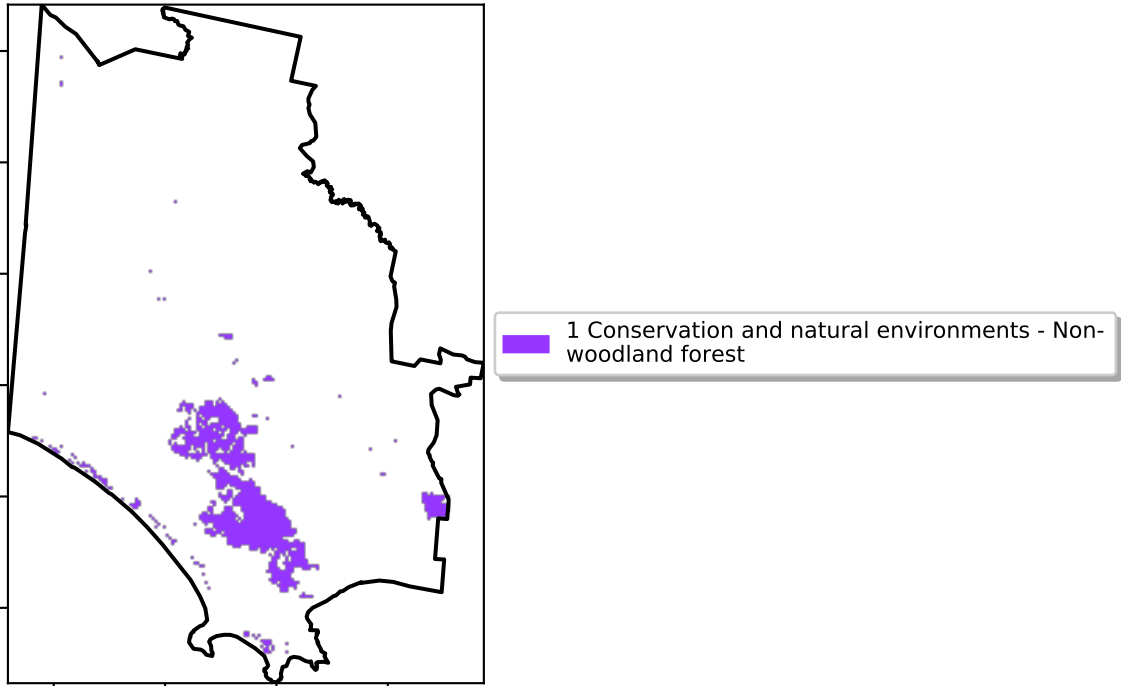 1 Conservation and natural environments - Non-
woodland forest